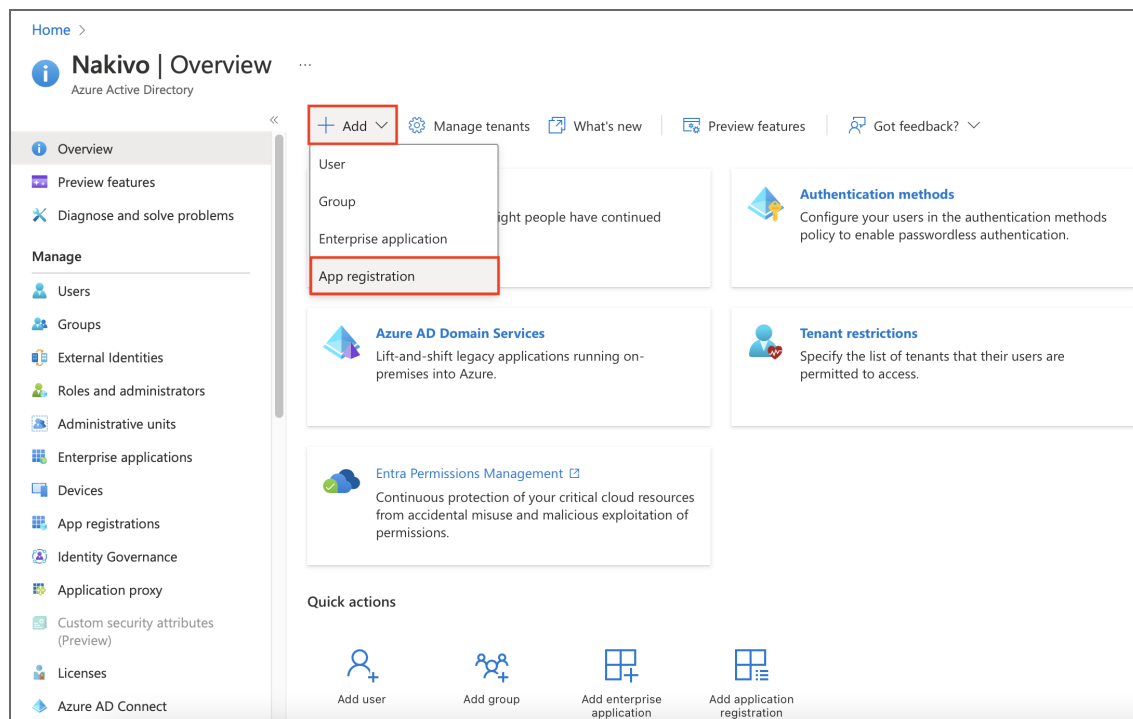 Home >
Nakivo | Overview ...
Azure Active Directory
«
Overview
Preview features
Diagnose and solve problems
Manage
Users
Groups
External Identities
Roles and administrators
Administrative units
Enterprise applications
Devices
App registrations
Identity Governance
Application proxy
Custom security attributes
(Preview)
Licenses
Azure AD Connect
Add
Manage tenants
What's new
Preview features
Got feedback?
User
Group
Enterprise application
App registration
people have continued
Authentication methods
Configure your users in the authentication methods
policy to enable passwordless authentication.
Azure AD Domain Services
Lift-and-shift legacy applications running on-
premises into Azure.
Tenant restrictions
Specify the list of tenants that their users are
permitted to access.
Entra Permissions Management
Continuous protection of your critical cloud resources
from accidental misuse and malicious exploitation of
permissions.
Quick actions
Add user
Add group
Add enterprise
application
Add application
registration